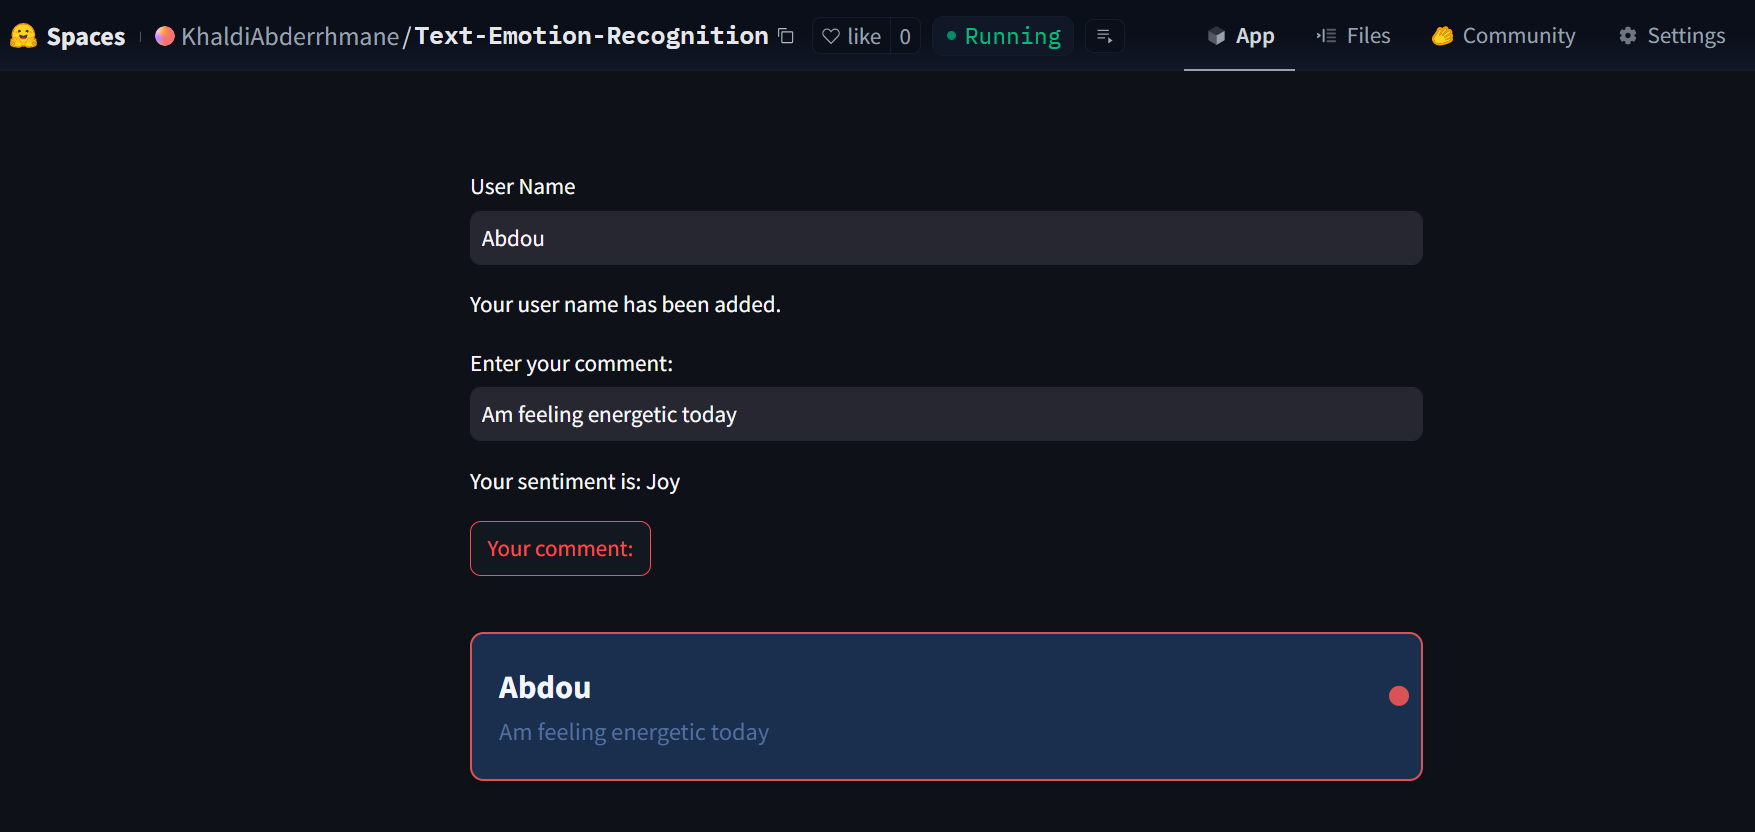 Spaces KhaldiAbderrhmane/Text-Emotion-Recognition like 0 Running App Files Community Settings
User Name
Abdou
Your user name has been added.
Enter your comment:
Am feeling energetic today
Your sentiment is: Joy
Your comment:
Abdou
Am feeling energetic today